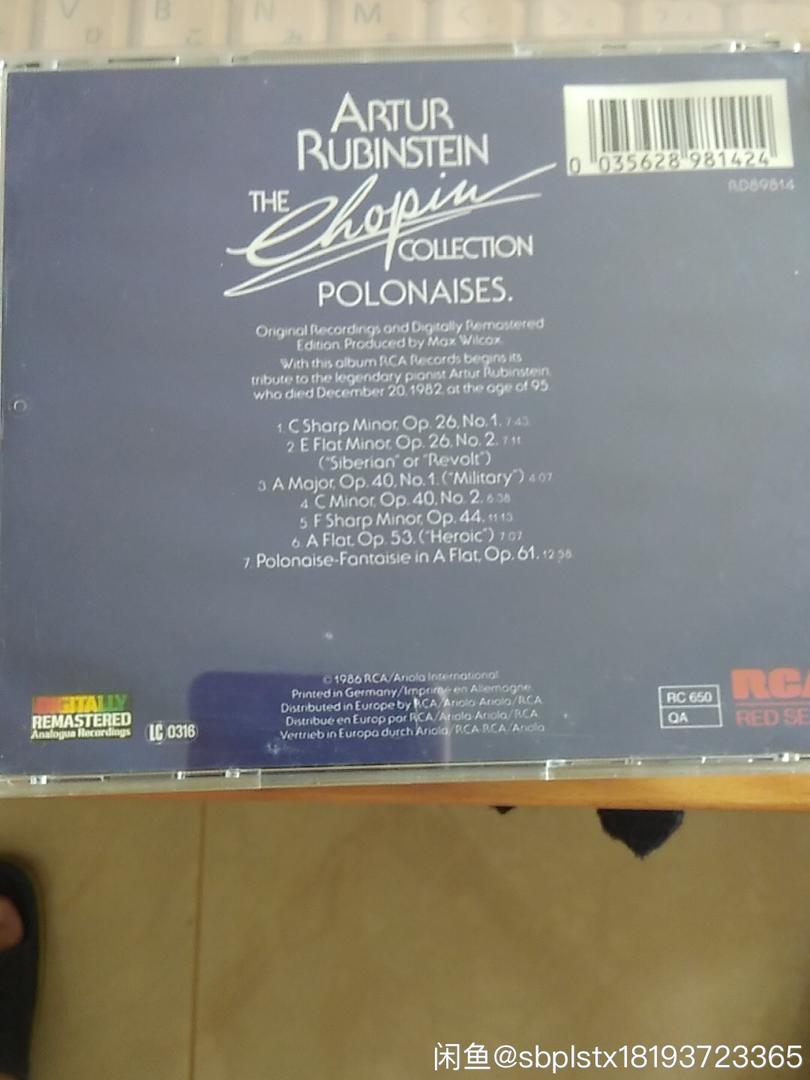 V B N M
ARTUR
RUBINSTEIN
THE Chopin COLLECTION
POLONAISES.
0 035628 981424
RD89814
Original Recordings and Digitally Remastered
Edition. Produced by Max Wilcox.
With this album RCA Records begins its
tribute to the legendary pianist Artur Rubinstein,
who died December 20, 1982, at the age of 95.
1. C Sharp Minor, Op. 26, No. 1. 7:43
2. E Flat Minor, Op. 26, No. 2. 7:11
("Siberian" or "Revolt")
3. A Major, Op. 40, No. 1. ("Military") 4:07
4. C Minor, Op. 40, No. 2. 8:38
5. F Sharp Minor, Op. 44. 11:13
6. A Flat, Op. 53. ("Heroic") 7:07
7. Polonaise-Fantaisie in A Flat, Op. 61. 12:58
© 1986 RCA/Ariola International
Printed in Germany/Imprimé en Allemagne
Distributed in Europe by RCA/Ariola·Ariola/RCA
Distribué en Europ par RCA/Ariola·Ariola/RCA
Vertrieb in Europa durch Ariola/RCA·RCA/Ariola
DIGITALLY
REMASTERED
Analogue Recordings
LC 0316
RC 650
QA
RCA
RED SE
闲鱼@sbplstx18193723365